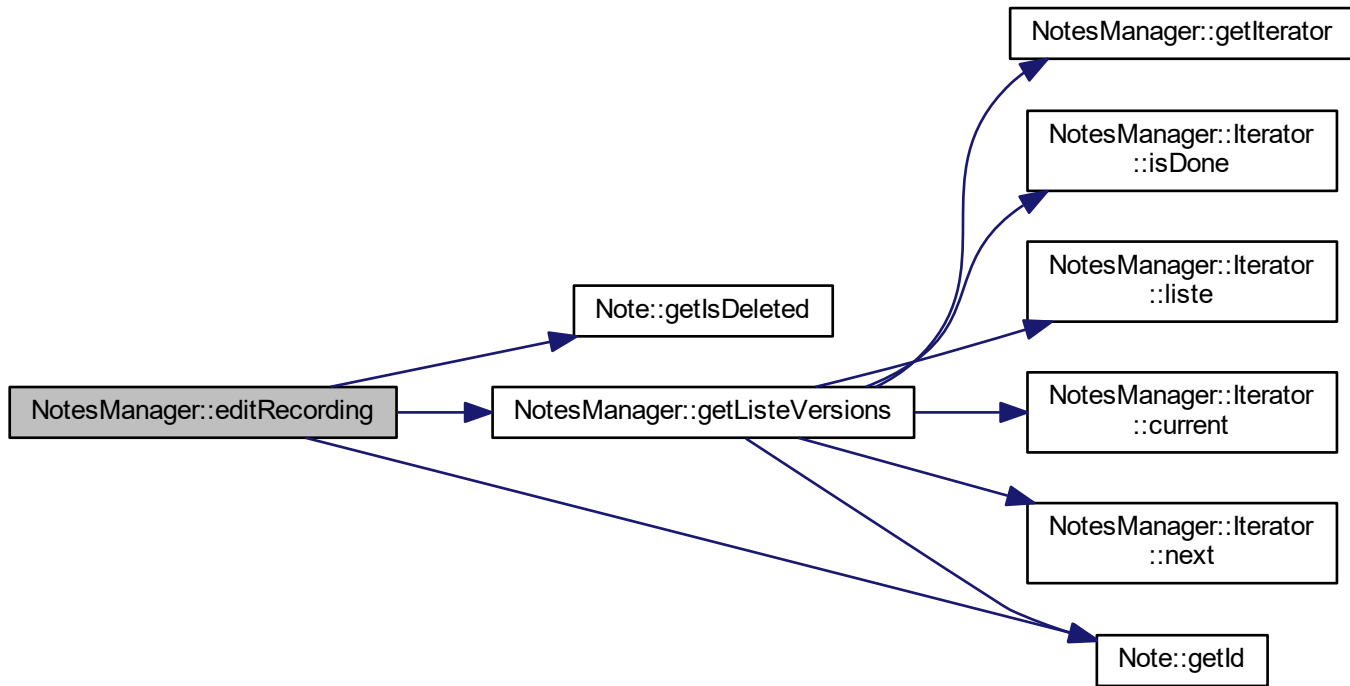 NotesManager::getIterator
NotesManager::Iterator
::isDone
NotesManager::Iterator
::liste
Note::getIsDeleted
NotesManager::editRecording
NotesManager::getListeVersions
NotesManager::Iterator
::current
NotesManager::Iterator
::next
Note::getId